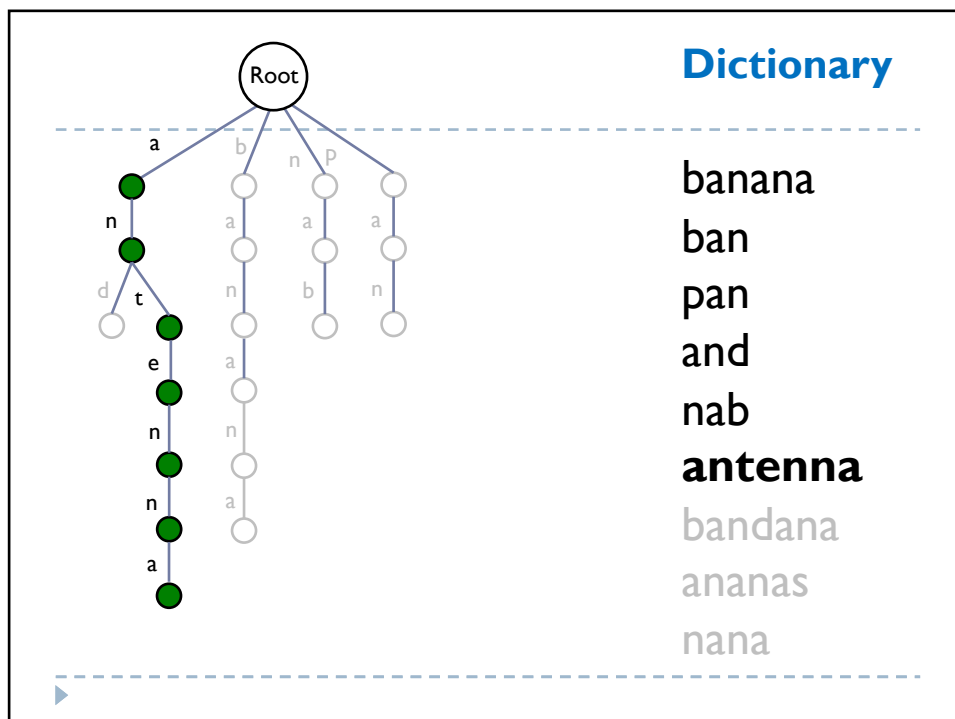 Root
Dictionary
a b n p
n a a a
d t n b n
e a
n n
n a
a
banana
ban
pan
and
nab
antenna
bandana
ananas
nana